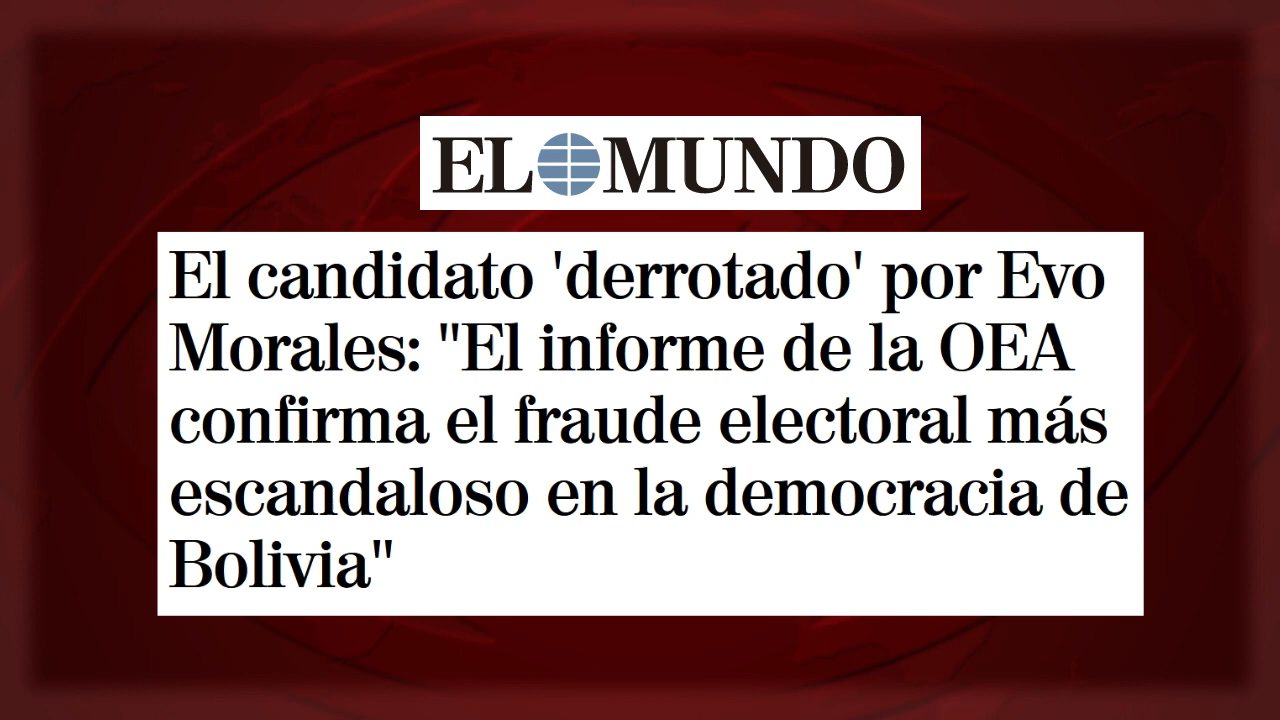 EL MUNDO
El candidato 'derrotado' por Evo
Morales: "El informe de la OEA
confirma el fraude electoral más
escandaloso en la democracia de
Bolivia"